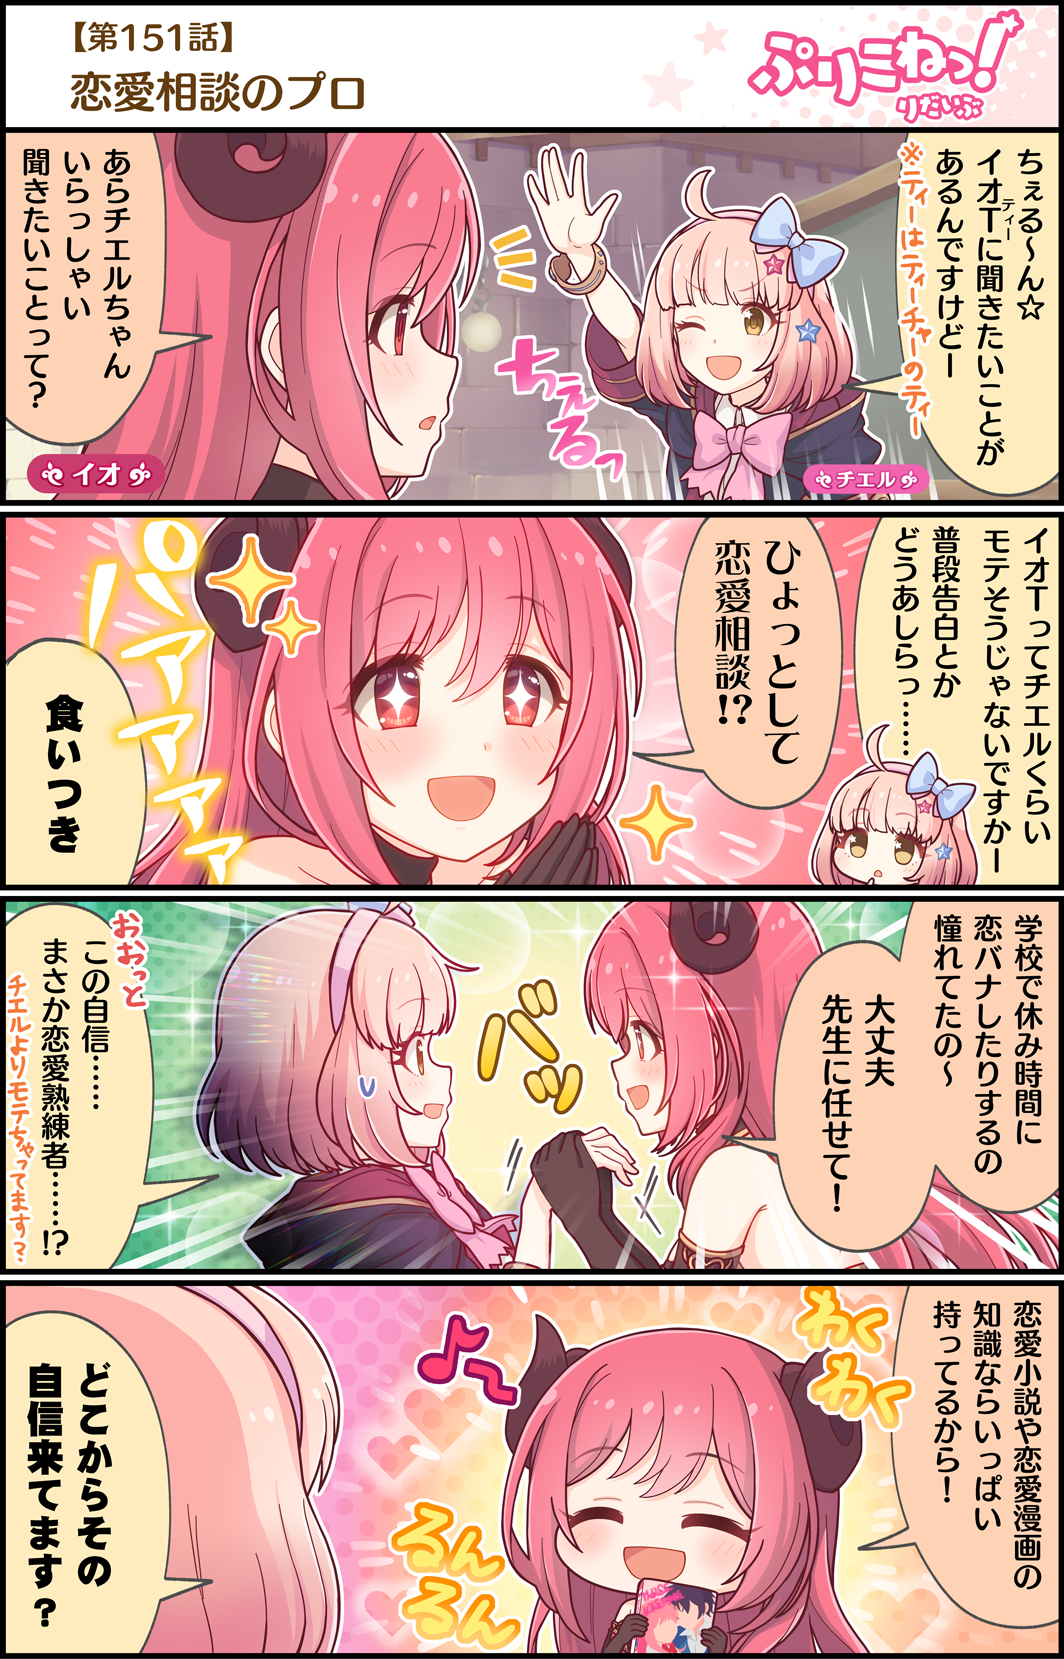 【第151話】
恋愛相談のプロ
ぷりこねっ!
りだいぶ
ちぇる〜ん☆
イオTに聞きたいことが
ティー
あるんですけどー
※ティーはティーチャーのティー
ちぇるっ
チエル
あらチエルちゃん
いらっしゃい
聞きたいことって?
イオ
イオTってチエルくらい
モテそうじゃないですかー
普段告白とか
どうあしらっ……
ひょっとして
恋愛相談!?
パァァァァァ
食いつき
学校で休み時間に
恋バナしたりするの
憧れてたの〜
大丈夫
先生に任せて!
バッ
おおっと
この自信……
まさか恋愛熟練者……!?
チエルよりモテちゃってます?
恋愛小説や恋愛漫画の
知識ならいっぱい
持ってるから!
わくわく
るんるん
どこからその
自信来てます?